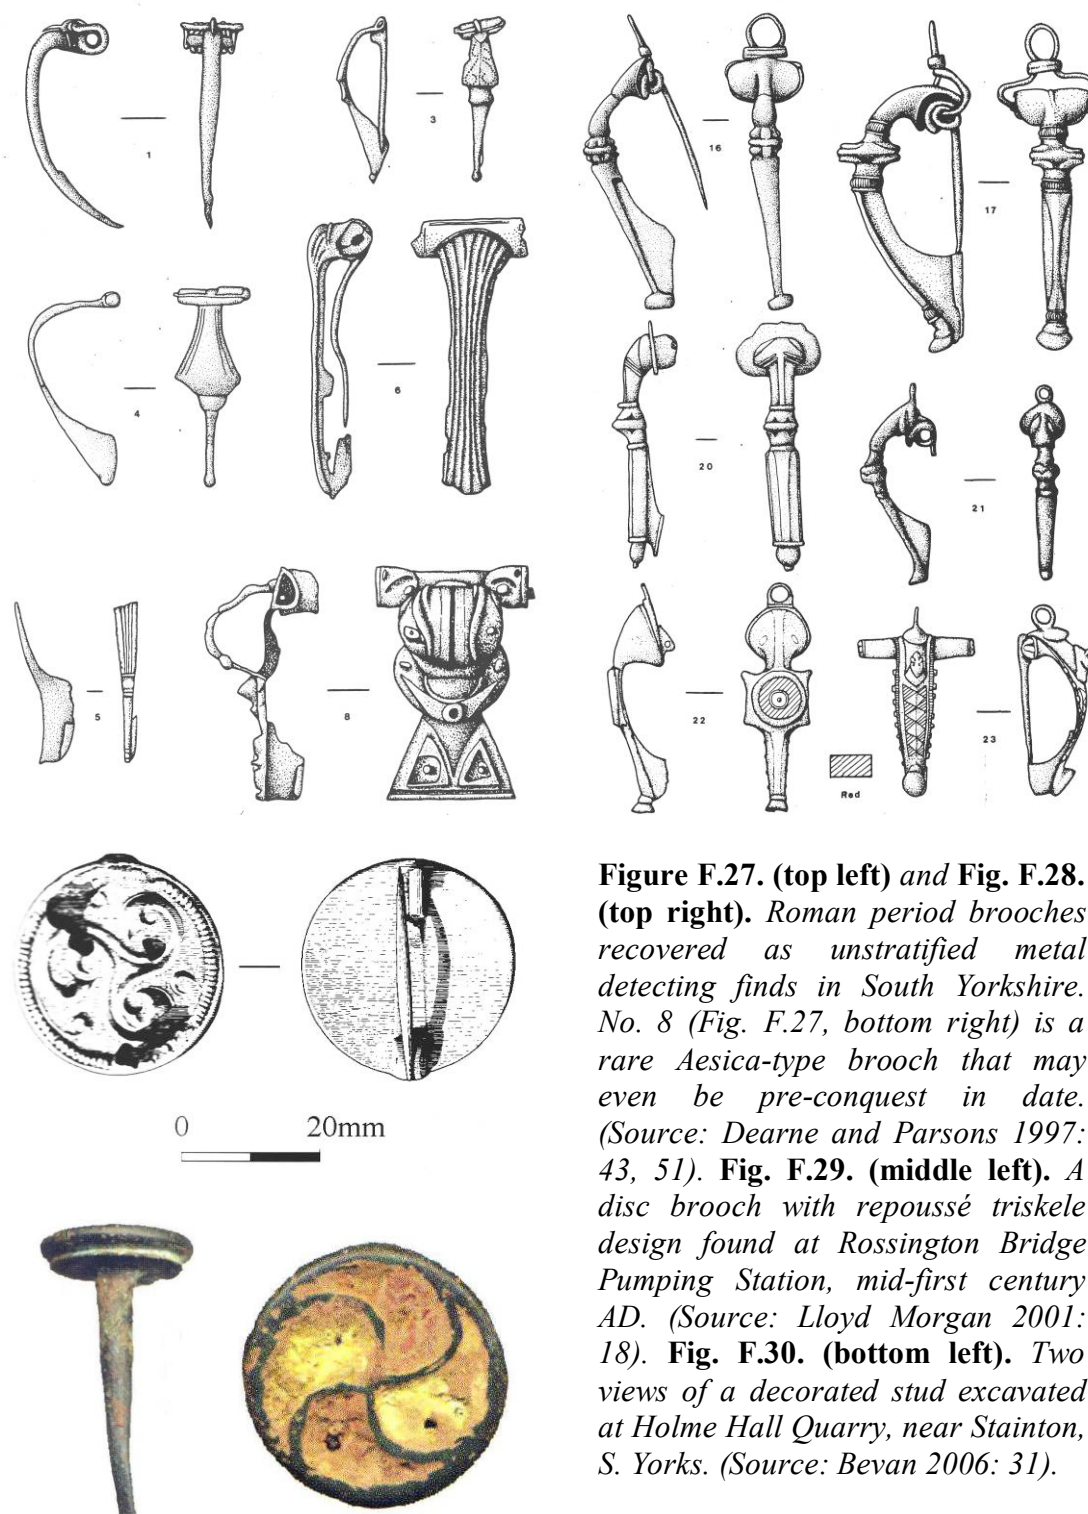 1
3
4
6
5
8
16
17
20
21
22
23
Red
0 20mm
Figure F.27. (top left) and Fig. F.28.
(top right). Roman period brooches
recovered as unstratified metal
detecting finds in South Yorkshire.
No. 8 (Fig. F.27, bottom right) is a
rare Aesica-type brooch that may
even be pre-conquest in date.
(Source: Dearne and Parsons 1997:
43, 51). Fig. F.29. (middle left). A
disc brooch with repoussé triskele
design found at Rossington Bridge
Pumping Station, mid-first century
AD. (Source: Lloyd Morgan 2001:
18). Fig. F.30. (bottom left). Two
views of a decorated stud excavated
at Holme Hall Quarry, near Stainton,
S. Yorks. (Source: Bevan 2006: 31).